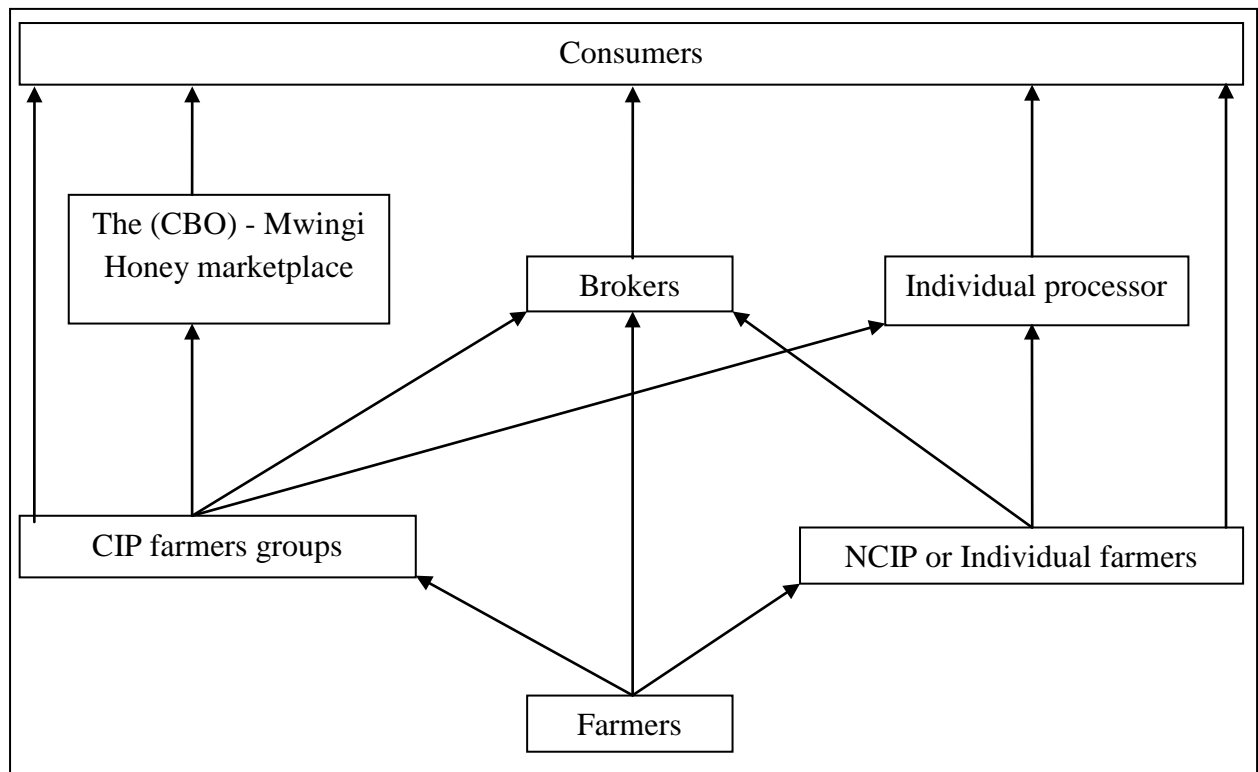 Consumers
The (CBO) - Mwingi
Honey marketplace
Brokers
Individual processor
CIP farmers groups
NCIP or Individual farmers
Farmers